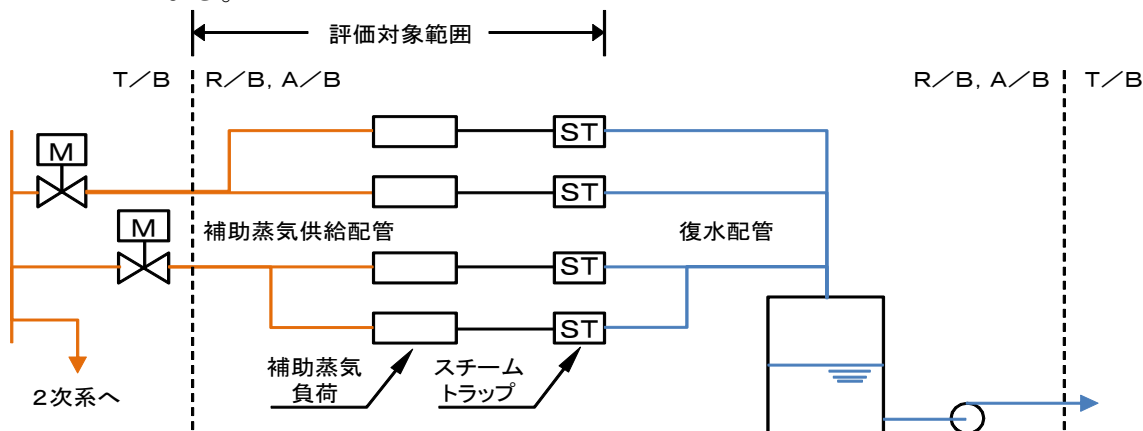 評価対象範囲
T/B
R/B, A/B
R/B, A/B
T/B
M
ST
ST
M
補助蒸気供給配管
復水配管
ST
ST
補助蒸気
負荷
スチーム
トラップ
2次系へ